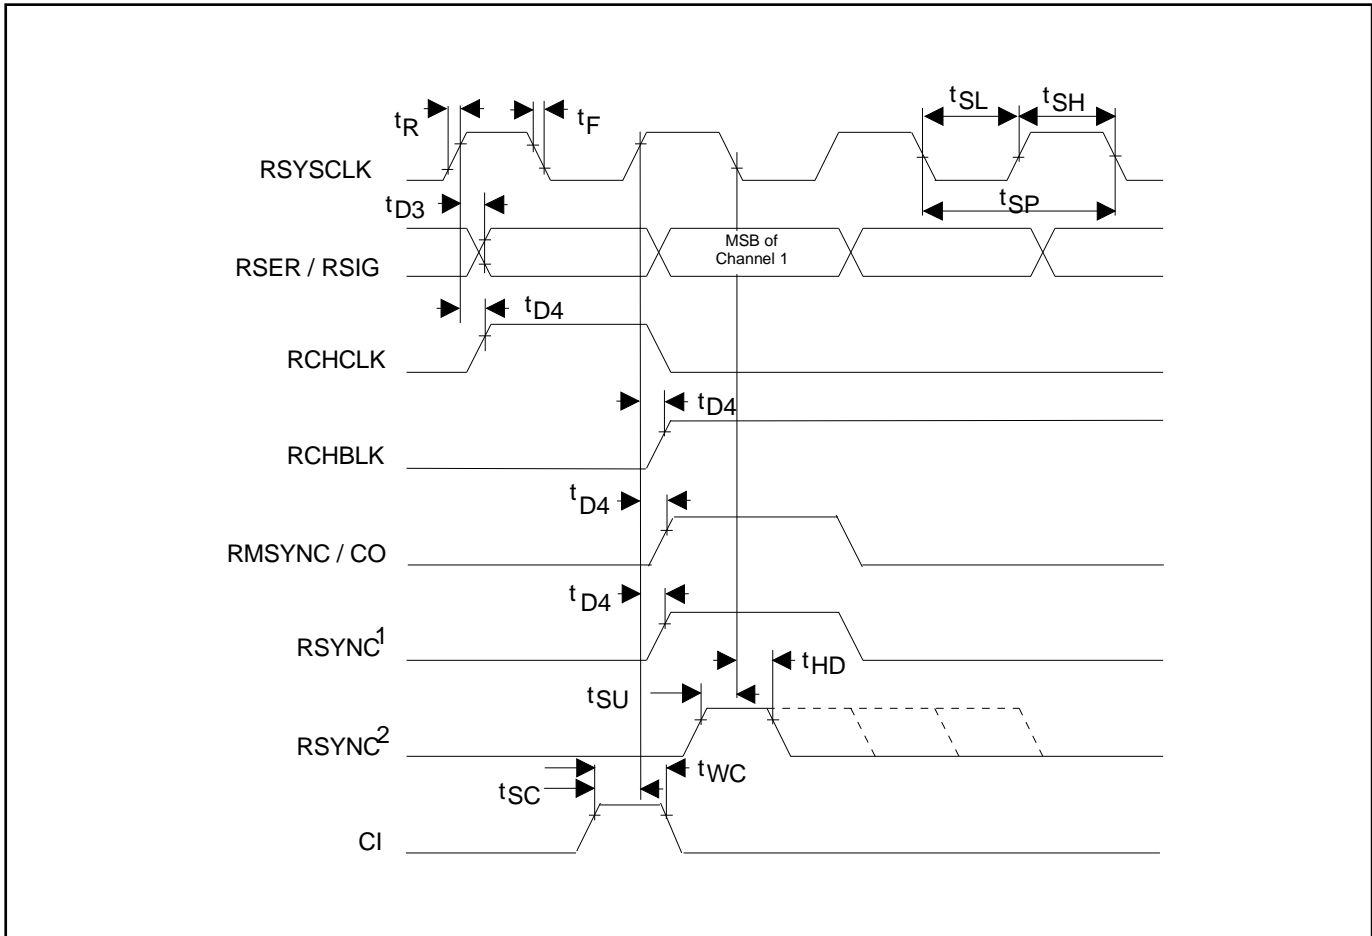 tSL tSH
tR tF
RSYSCLK
tSP
tD3
MSB of
Channel 1
RSER / RSIG
tD4
RCHCLK
tD4
RCHBLK
tD4
RMSYNC / CO
tD4
RSYNC1
tHD
tSU
RSYNC2
tWC
tSC
CI